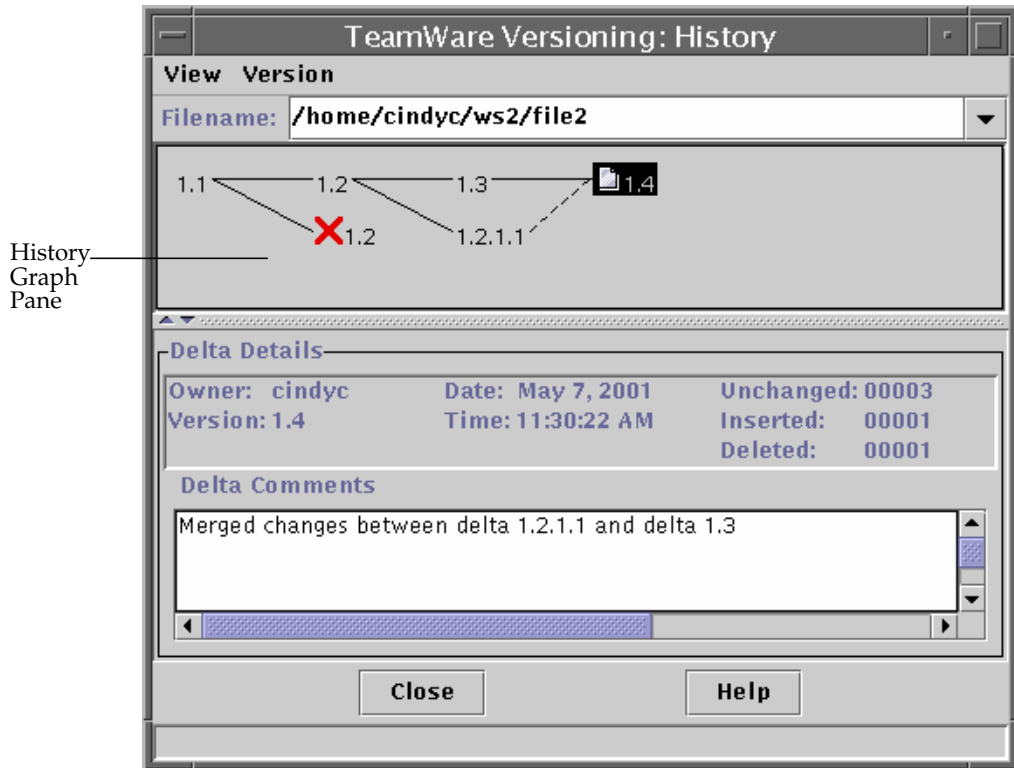 TeamWare Versioning: History
View Version
Filename: /home/cindyc/ws2/file2
1.1 1.2 1.3 1.4
1.2 1.2.1.1
History
Graph
Pane
Delta Details
Owner: cindyc Date: May 7, 2001 Unchanged: 00003
Version: 1.4 Time: 11:30:22 AM Inserted: 00001
Deleted: 00001
Delta Comments
Merged changes between delta 1.2.1.1 and delta 1.3
Close Help